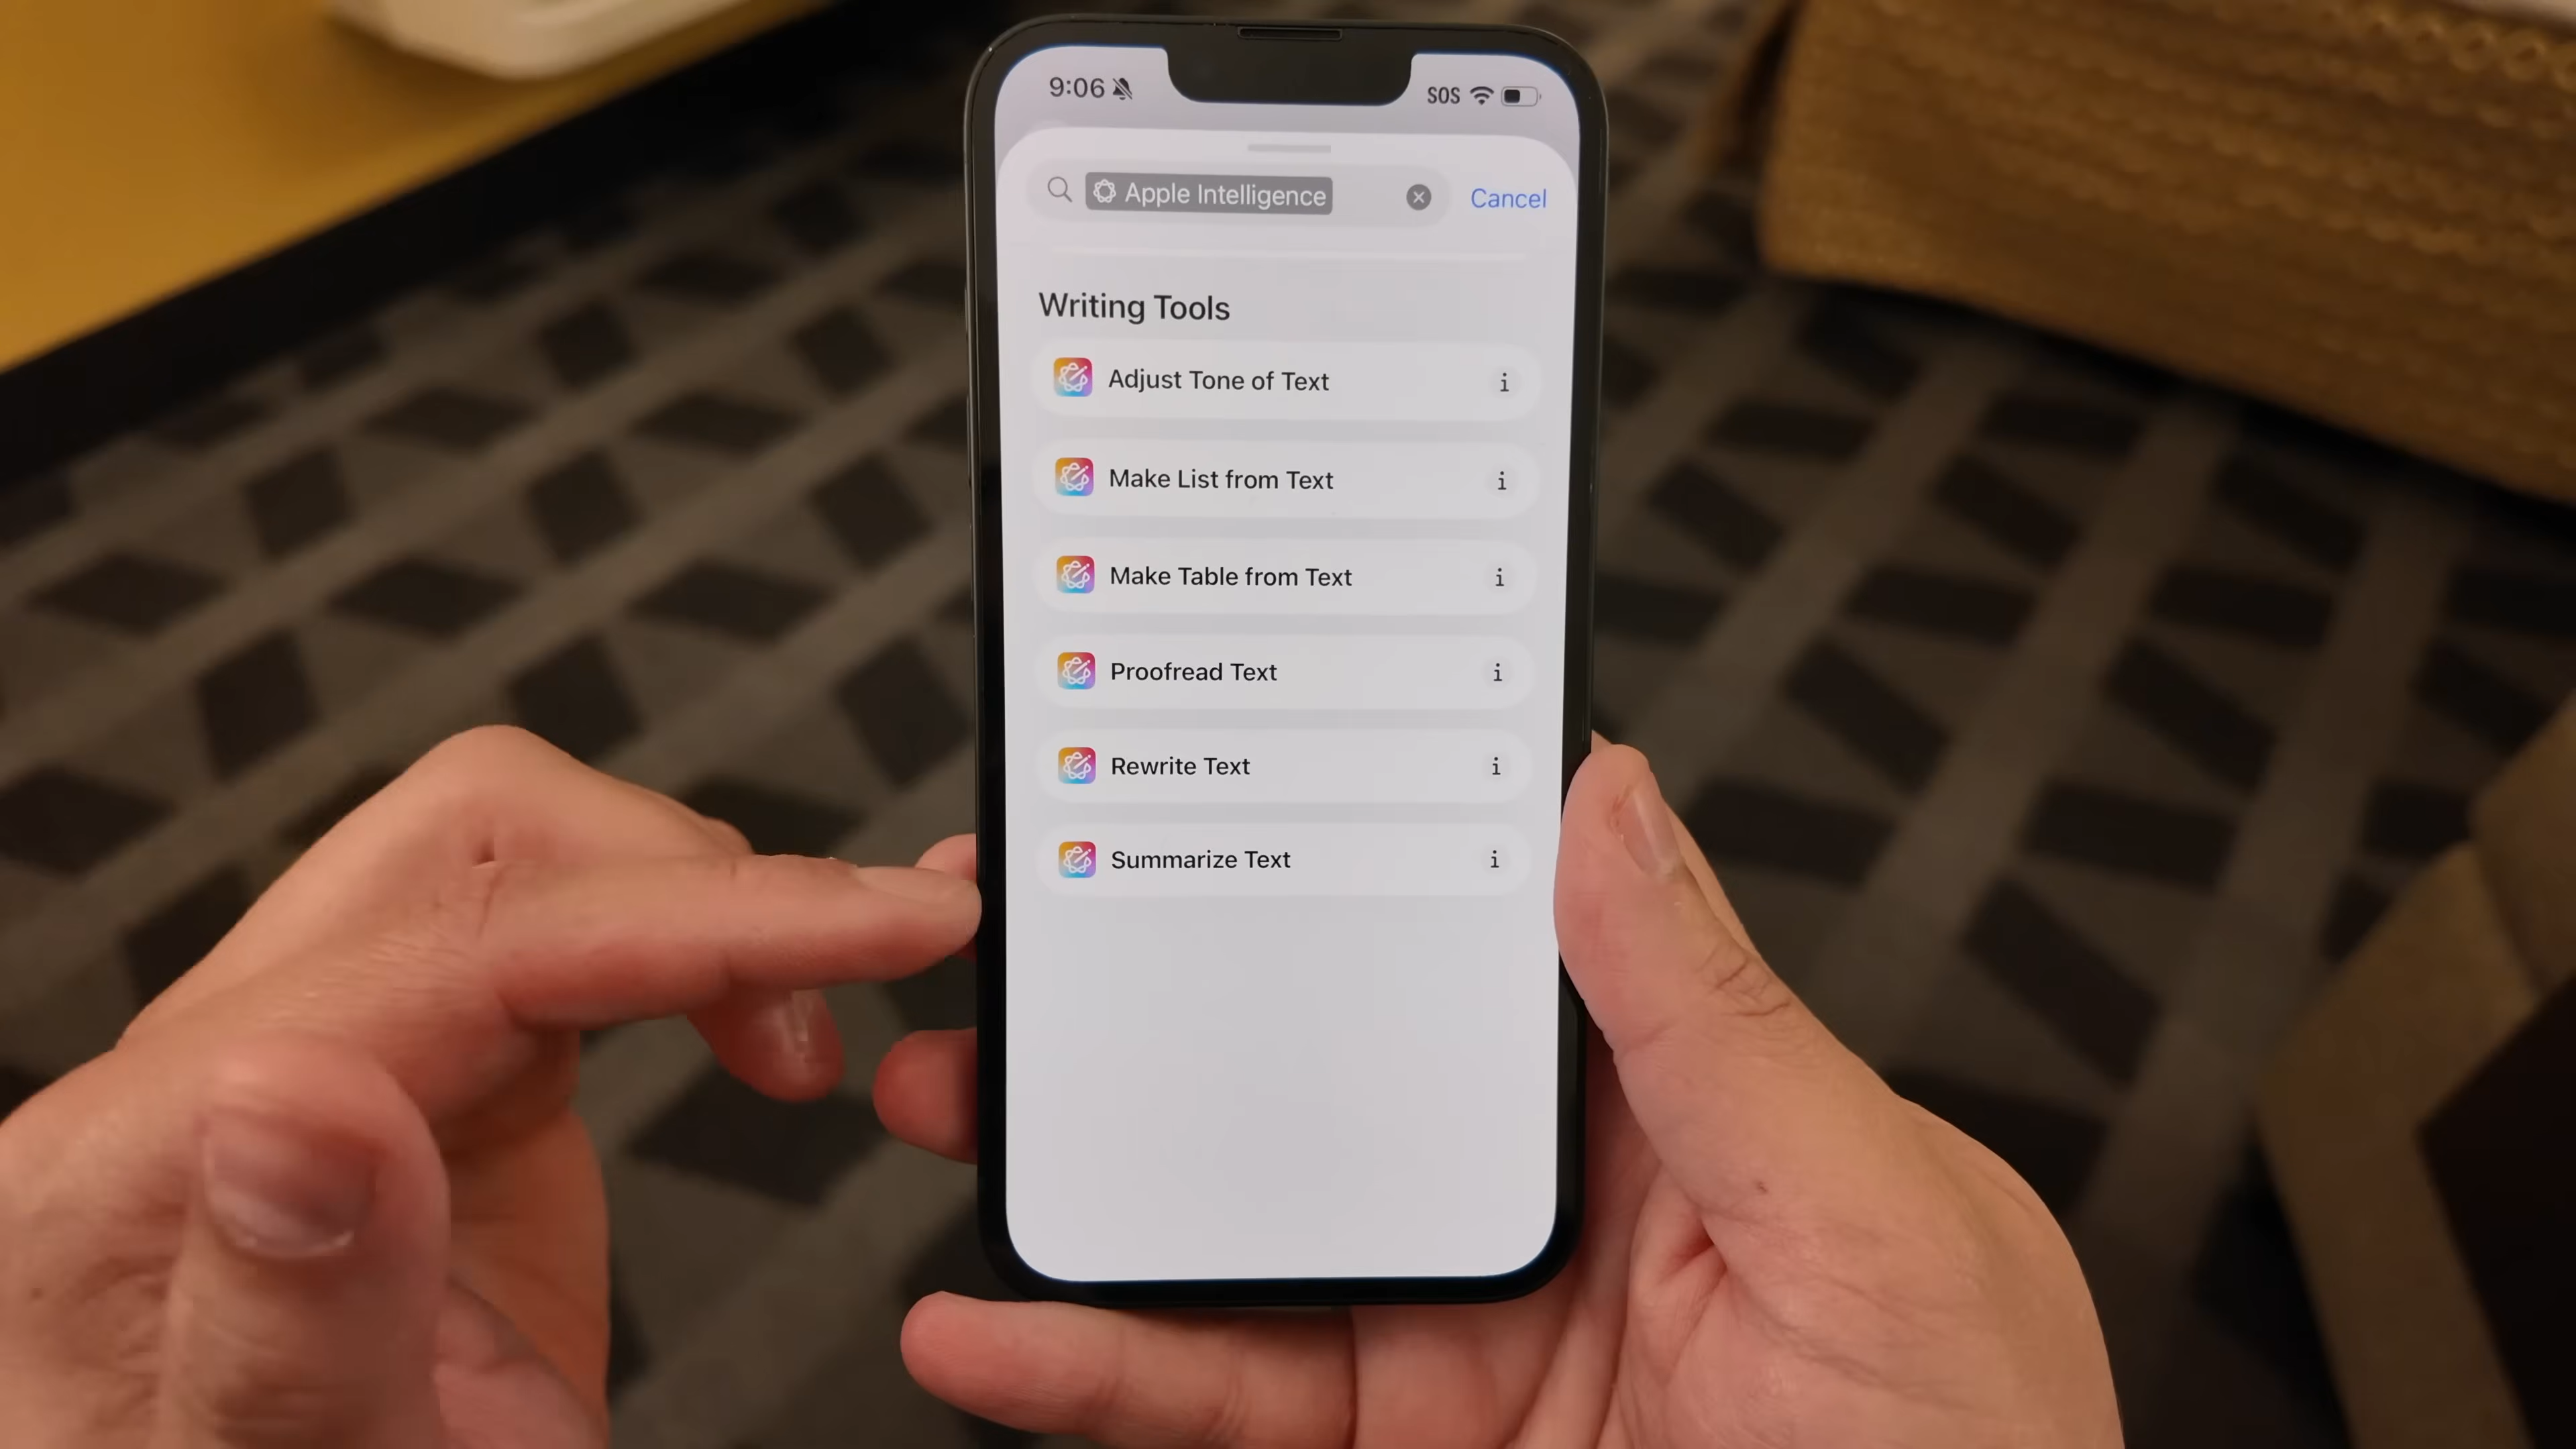 9:06
SOS
Apple Intelligence
Cancel
Writing Tools
Adjust Tone of Text
Make List from Text
Make Table from Text
Proofread Text
Rewrite Text
Summarize Text